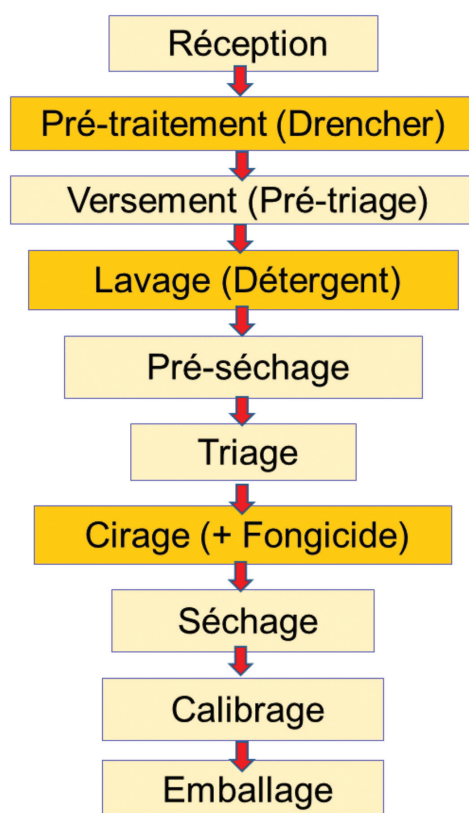 Réception
Pré-traitement (Drencher)
Versement (Pré-triage)
Lavage (Détergent)
Pré-séchage
Triage
Cirage (+ Fongicide)
Séchage
Calibrage
Emballage